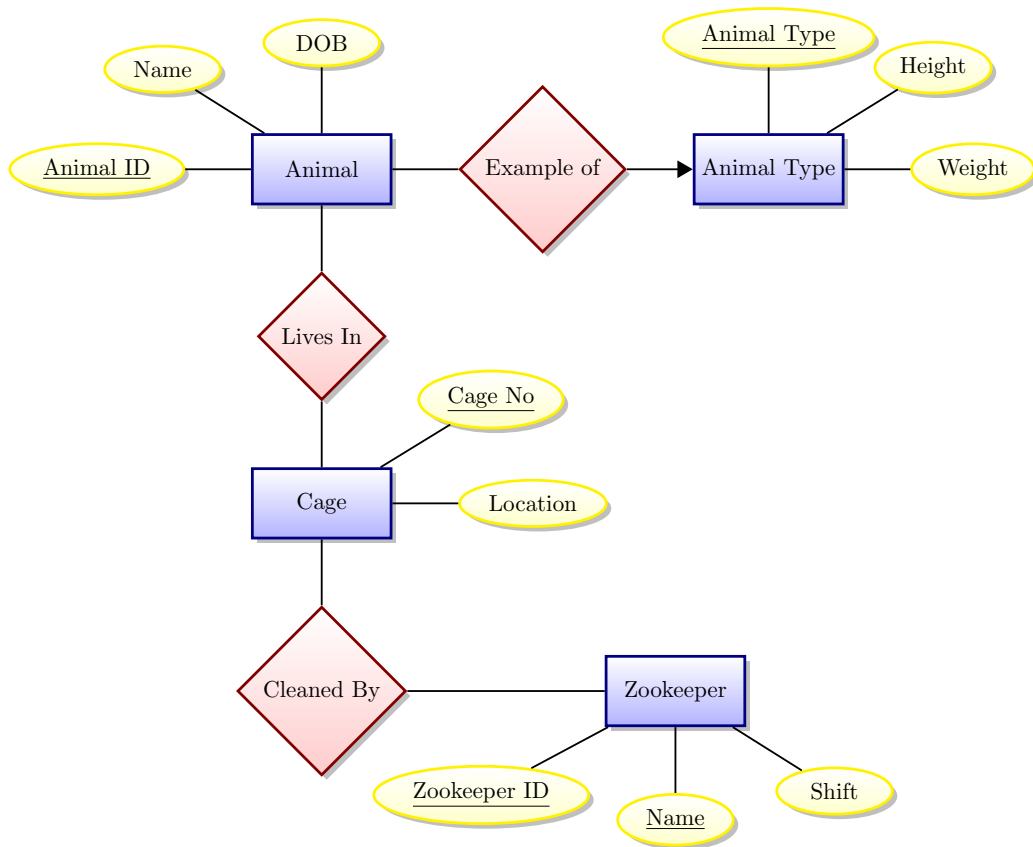 DOB
Animal Type
Name
Height
Animal ID
Animal
Example of
Animal Type
Weight
Lives In
Cage No
Cage
Location
Cleaned By
Zookeeper
Zookeeper ID
Name
Shift